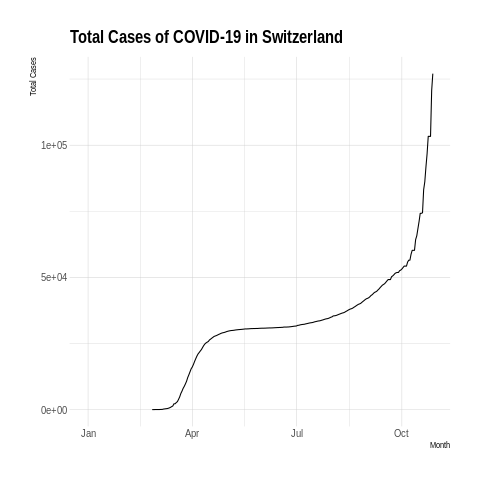 Total Cases of COVID-19 in Switzerland
Total Cases
1e+05
5e+04
0e+00
Jan Apr Jul Oct
Month